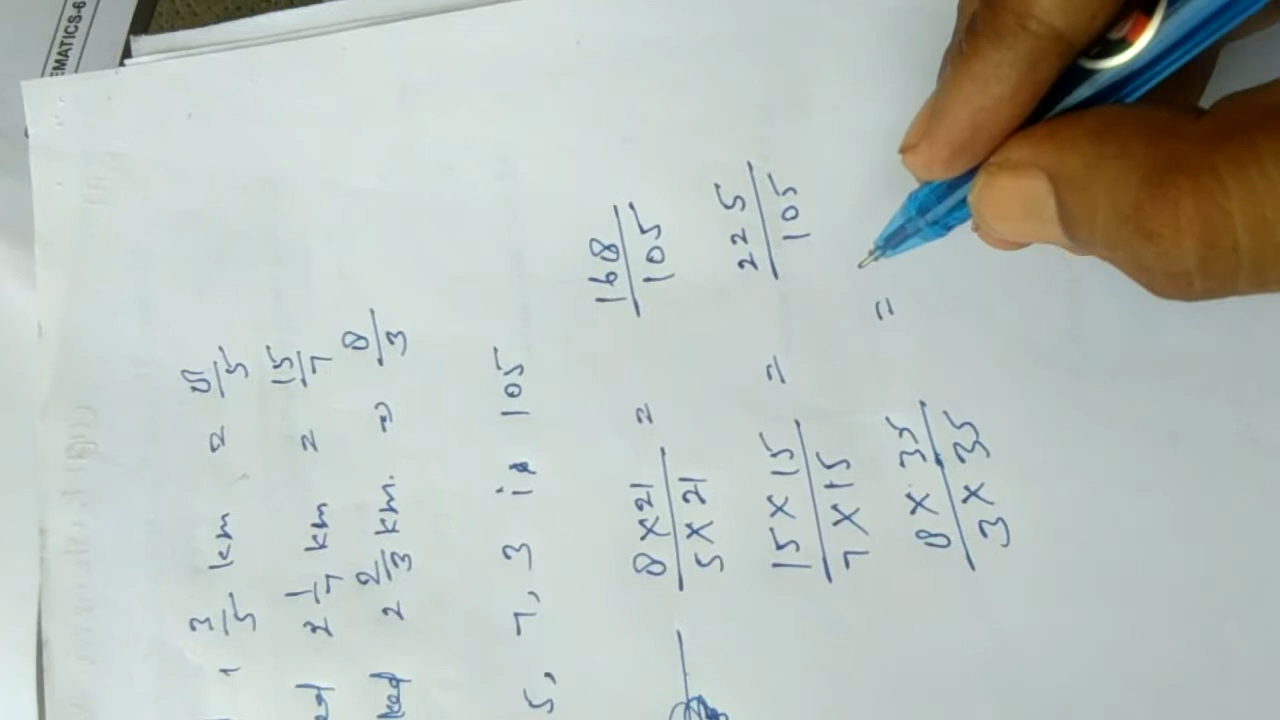 EMATICS-6
1 3/5 km = 8/5
ed 2 1/7 km = 15/7
ked 2 2/3 km. = 8/3
5, 7, 3 is 105
8 × 21 / 5 × 21 = 168 / 105
15 × 15 / 7 × 15 = 225 / 105
8 × 35 / 3 × 35 =